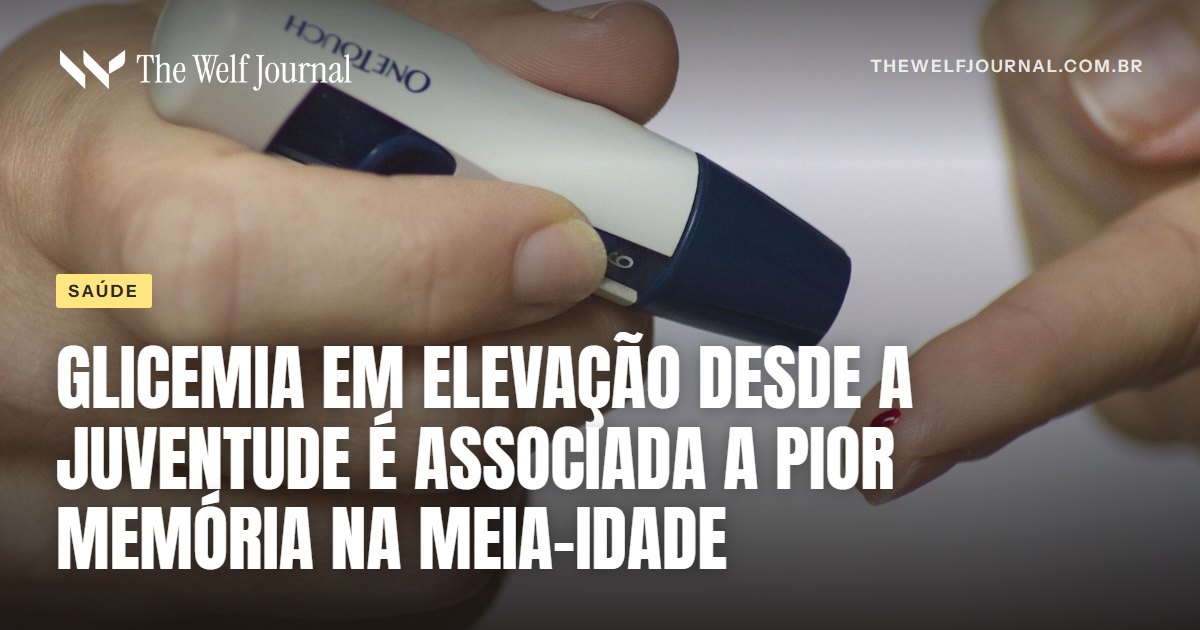 The Welf Journal
THEWELFJOURNAL.COM.BR
ONETOUCH
6
SAÚDE
GLICEMIA EM ELEVAÇÃO DESDE A
JUVENTUDE É ASSOCIADA A PIOR
MEMÓRIA NA MEIA-IDADE